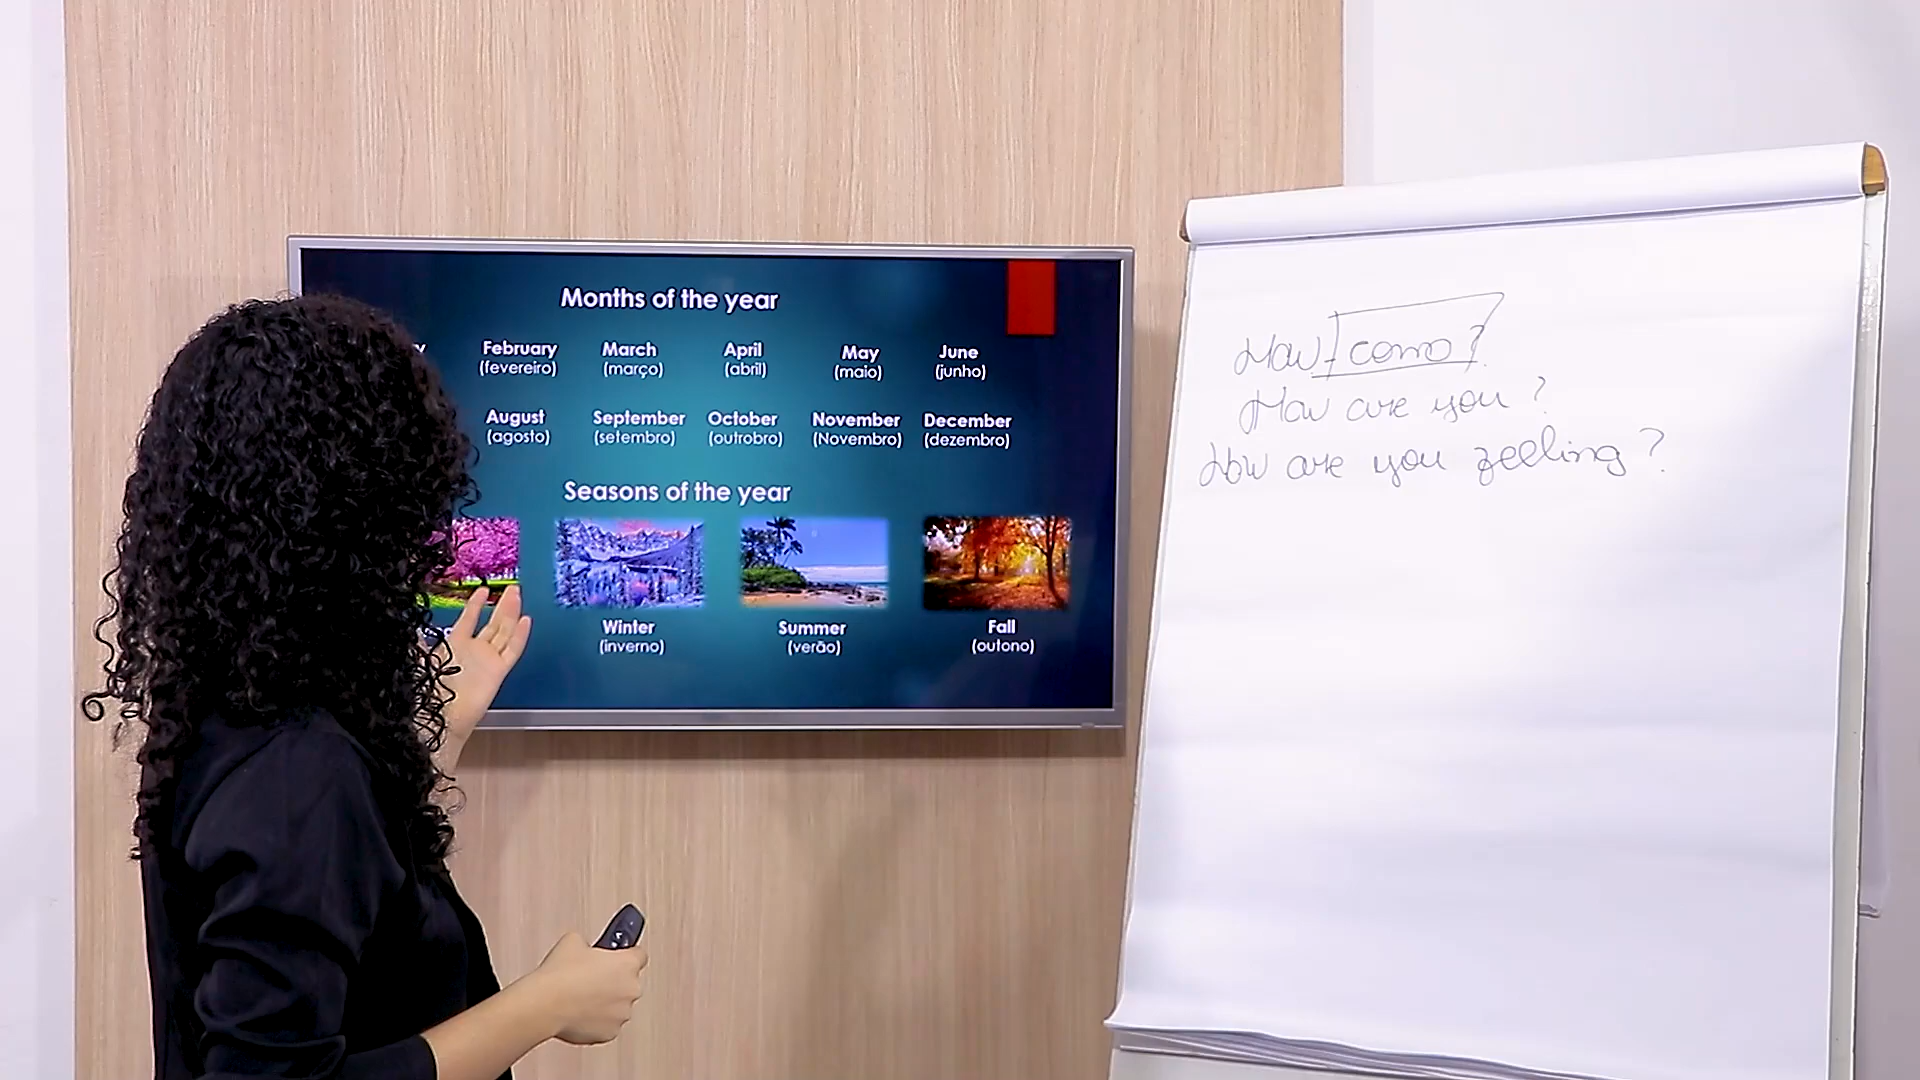 Months of the year
February March April May June
(fevereiro) (março) (abril) (maio) (junho)
August September October November December
(agosto) (setembro) (outrobro) (Novembro) (dezembro)
Seasons of the year
Winter Summer Fall
(inverno) (verão) (outono)
How como?
How are you?
How are you feeling?